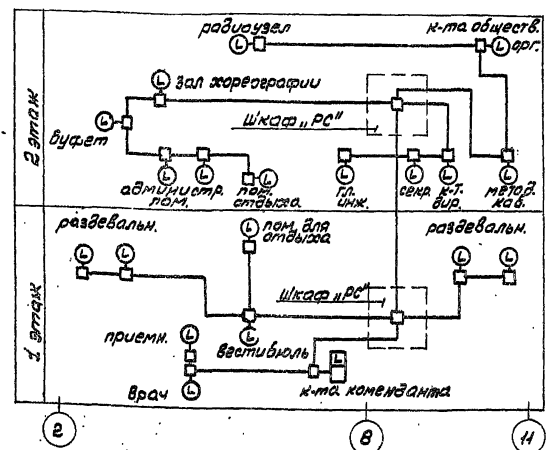 радиоузел
к-та обществ.
орг.
зал хореографии
Шкаф „РС"
буфет
администр.
пом.
пом.
отдыха
гл.
инж.
секр.
к-т.
дир.
метод.
каб.
2 этаж
раздевальн.
пом. для
отдыха
раздевальн.
Шкаф „РС"
приемн.
вестибюль
врач
к-та коменданта
1 этаж
2
8
11